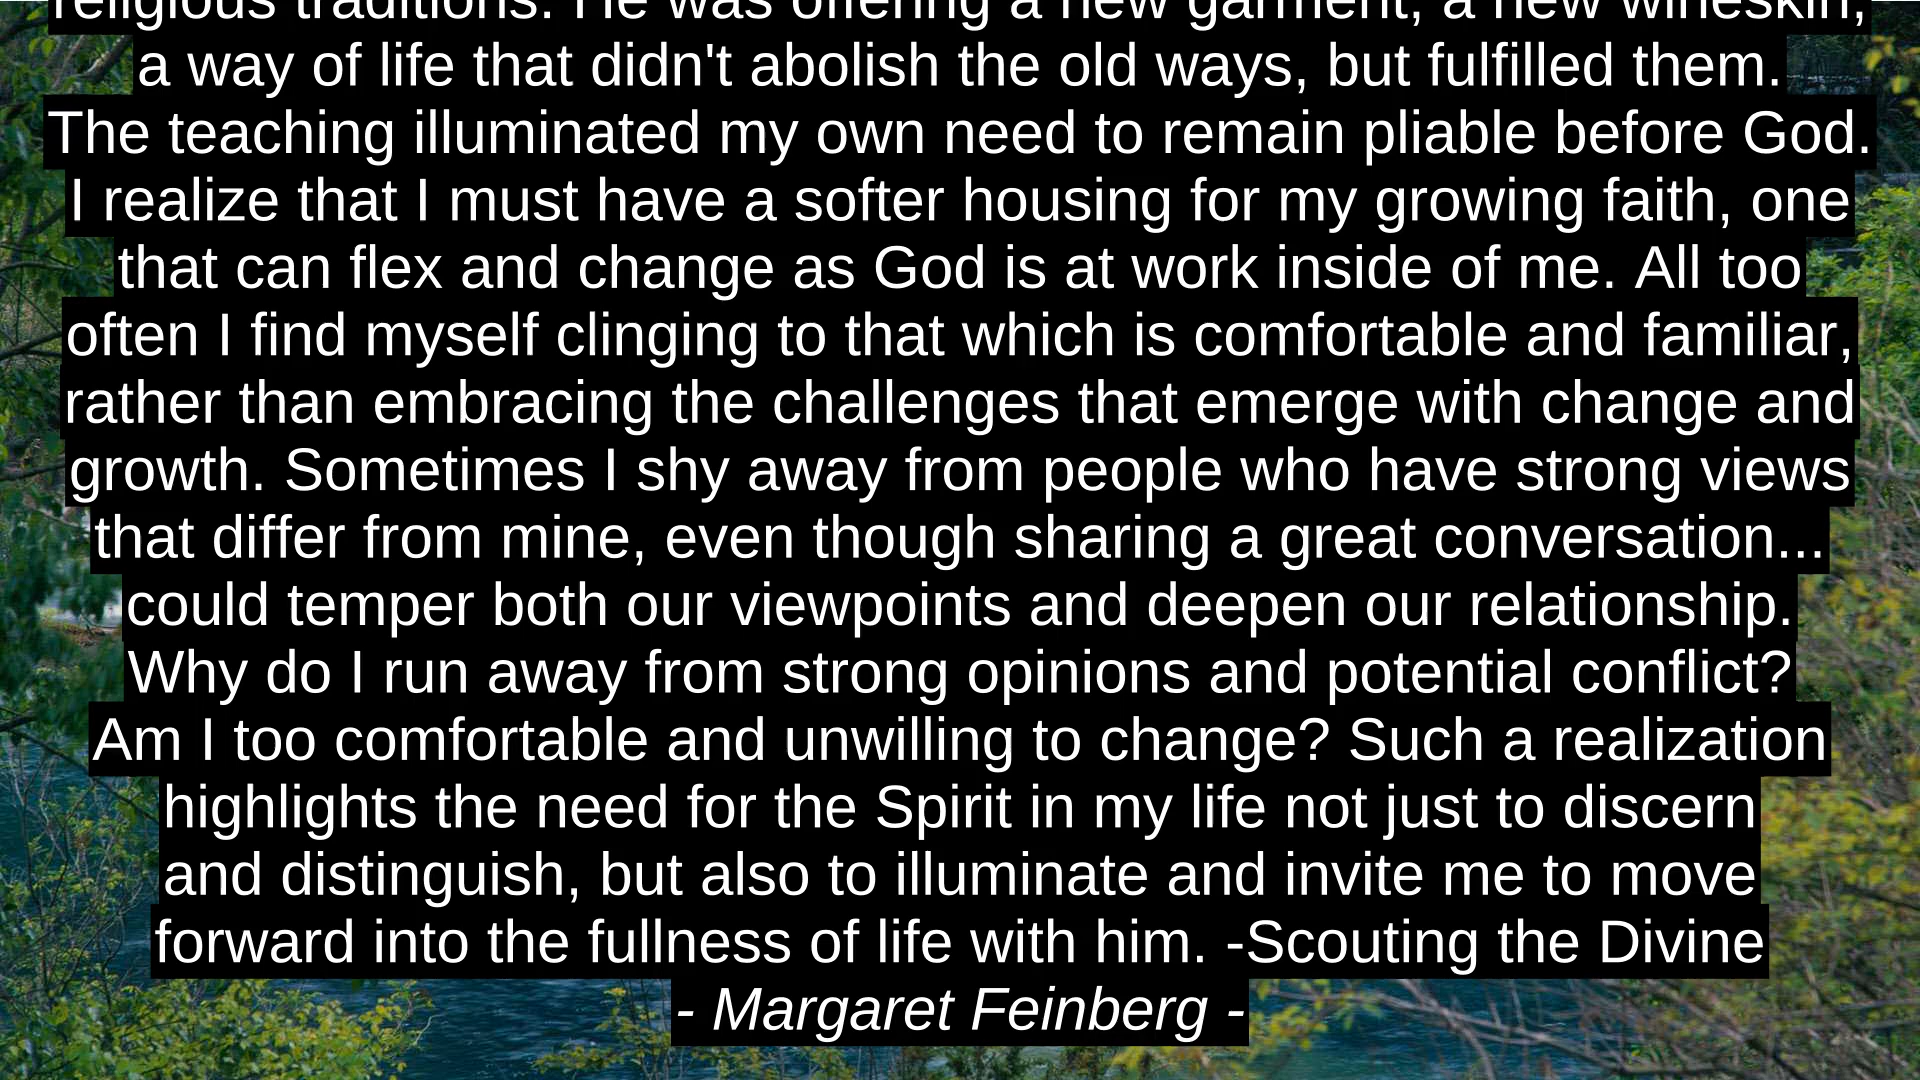 religious traditions. He was offering a new garment, a new wineskin,
a way of life that didn't abolish the old ways, but fulfilled them.
The teaching illuminated my own need to remain pliable before God.
I realize that I must have a softer housing for my growing faith, one
that can flex and change as God is at work inside of me. All too
often I find myself clinging to that which is comfortable and familiar,
rather than embracing the challenges that emerge with change and
growth. Sometimes I shy away from people who have strong views
that differ from mine, even though sharing a great conversation...
could temper both our viewpoints and deepen our relationship.
Why do I run away from strong opinions and potential conflict?
Am I too comfortable and unwilling to change? Such a realization
highlights the need for the Spirit in my life not just to discern
and distinguish, but also to illuminate and invite me to move
forward into the fullness of life with him. -Scouting the Divine
- Margaret Feinberg -